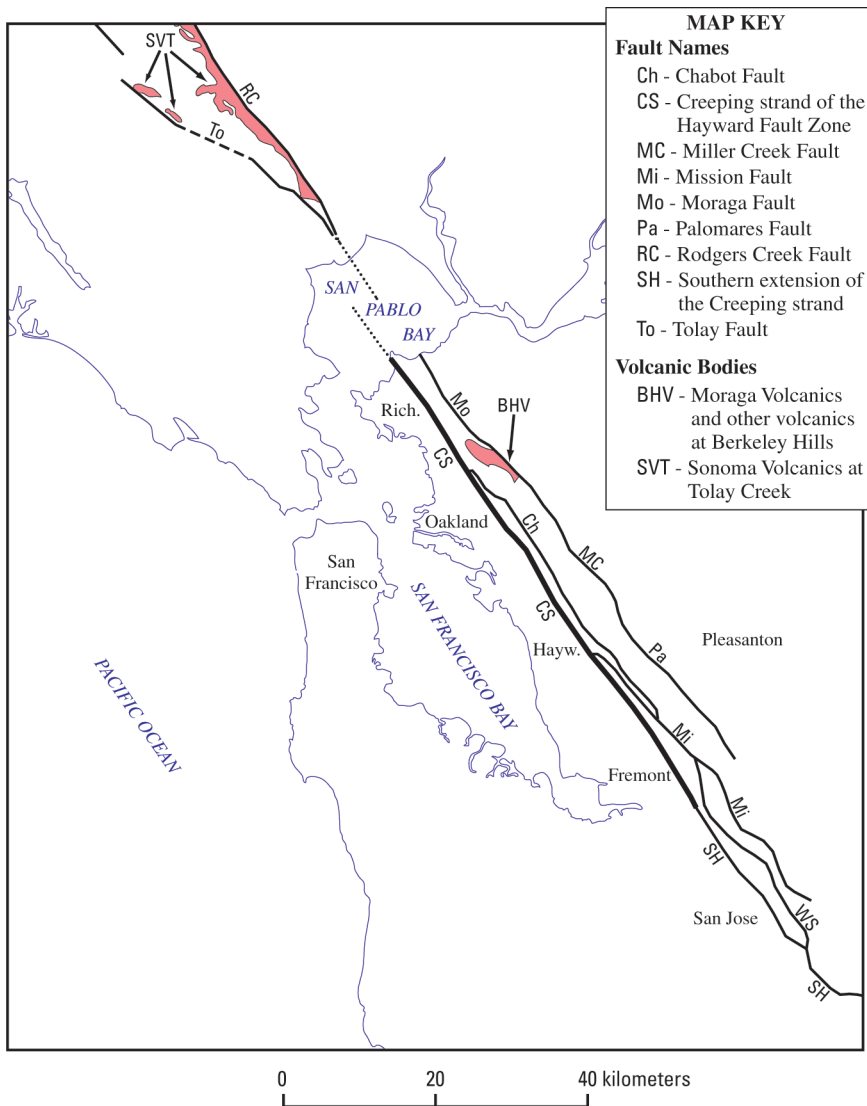 MAP KEY
Fault Names
Ch - Chabot Fault
CS - Creeping strand of the
Hayward Fault Zone
MC - Miller Creek Fault
Mi - Mission Fault
Mo - Moraga Fault
Pa - Palomares Fault
RC - Rodgers Creek Fault
SH - Southern extension of
the Creeping strand
To - Tolay Fault
Volcanic Bodies
BHV - Moraga Volcanics
and other volcanics
at Berkeley Hills
SVT - Sonoma Volcanics at
Tolay Creek
SVT
RC
To
SAN
PABLO
BAY
Rich.
Mo
BHV
CS
Ch
Oakland
MC
San
Francisco
CS
SAN FRANCISCO BAY
Hayw.
Pa
Pleasanton
PACIFIC OCEAN
Mi
Fremont
Mi
SH
San Jose
WS
SH
0 20 40 kilometers